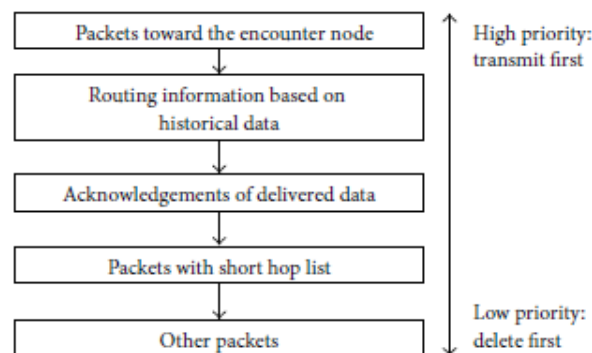 Packets toward the encounter node
High priority:
transmit first
Routing information based on
historical data
Acknowledgements of delivered data
Packets with short hop list
Low priority:
delete first
Other packets